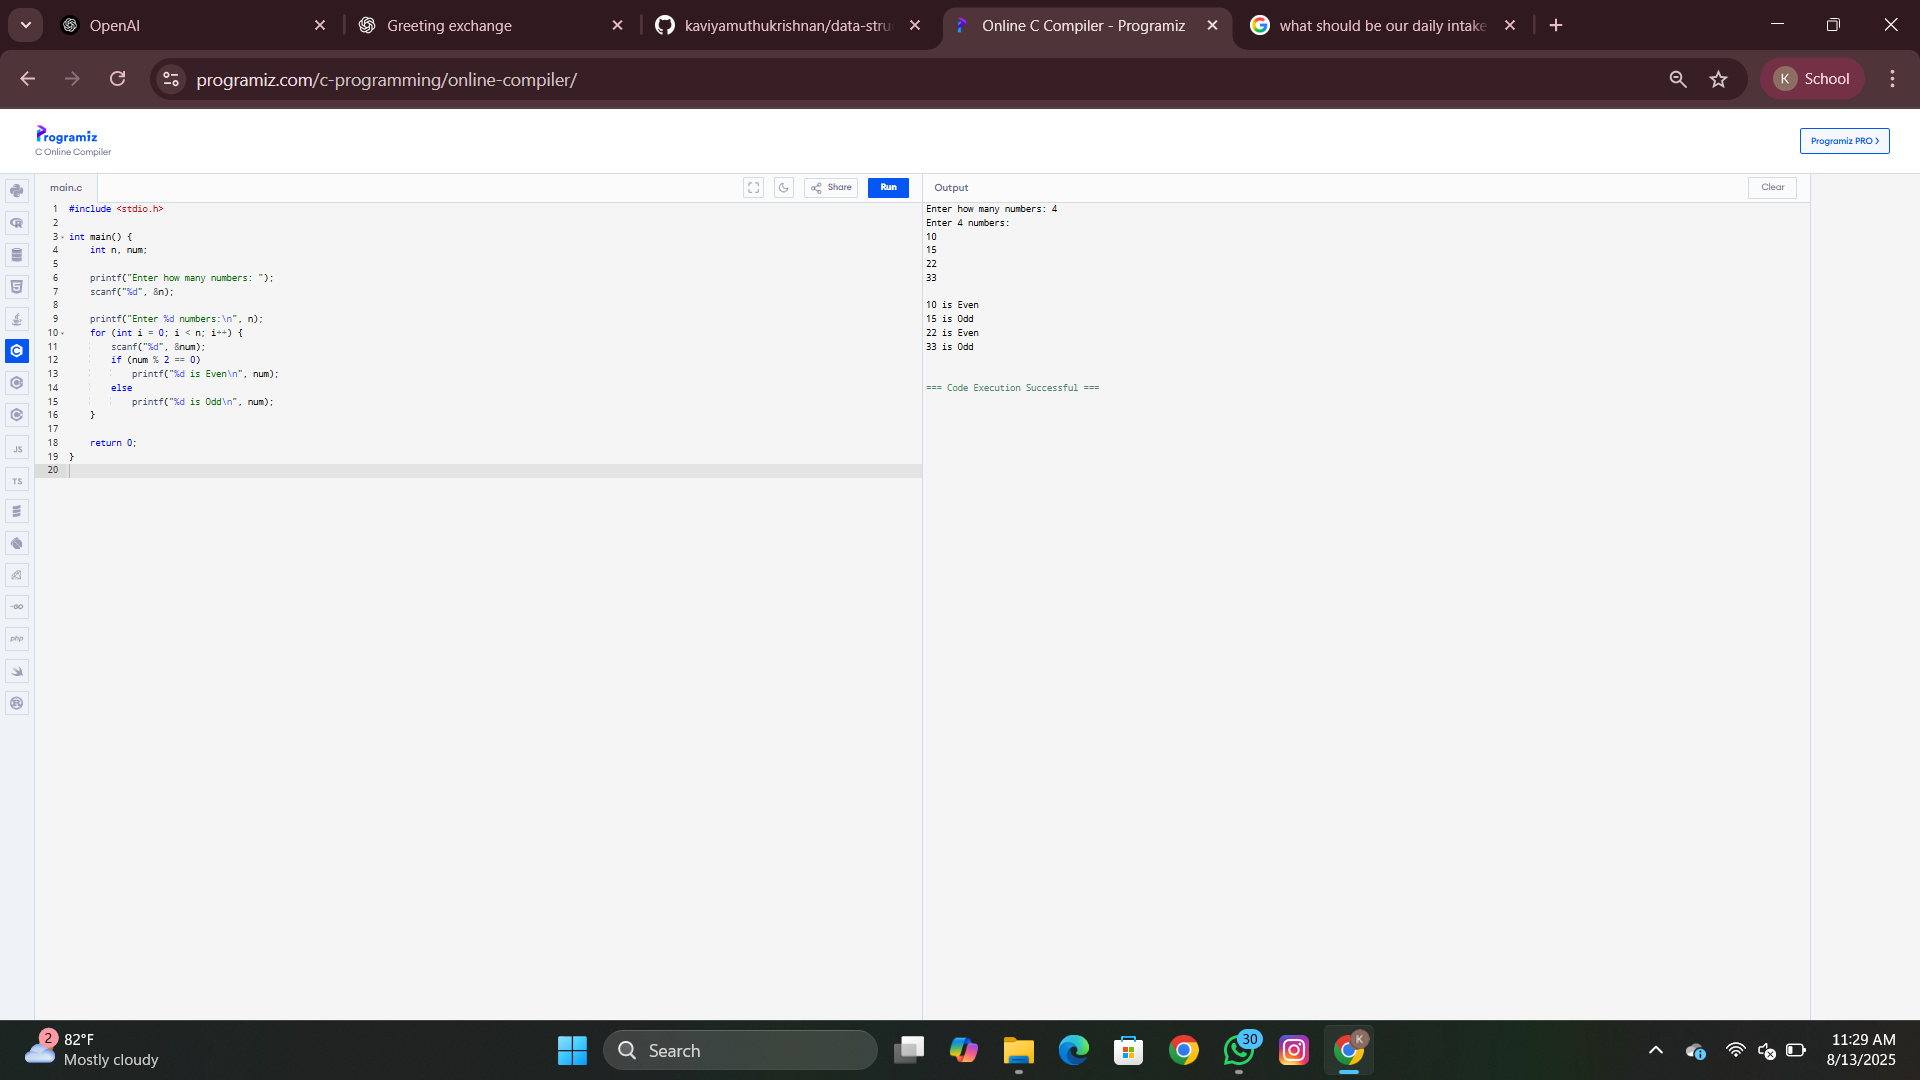 OpenAI
Greeting exchange
kaviyamuthukrishnan/data-stru
Online C Compiler - Programiz
what should be our daily intake
programiz.com/c-programming/online-compiler/
K School
Programiz
C Online Compiler
Programiz PRO >
main.c
Share
Run
Output
Clear
1 #include <stdio.h>
2
3 int main() {
4 int n, num;
5
6 printf("Enter how many numbers: ");
7 scanf("%d", &n);
8
9 printf("Enter %d numbers:\n", n);
10 for (int i = 0; i < n; i++) {
11 scanf("%d", &num);
12 if (num % 2 == 0)
13 printf("%d is Even\n", num);
14 else
15 printf("%d is Odd\n", num);
16 }
17
18 return 0;
19 }
20
Enter how many numbers: 4
Enter 4 numbers:
10
15
22
33
10 is Even
15 is Odd
22 is Even
33 is Odd
=== Code Execution Successful ===
JS
TS
GO
php
2
82°F
Mostly cloudy
Search
30
K
11:29 AM
8/13/2025